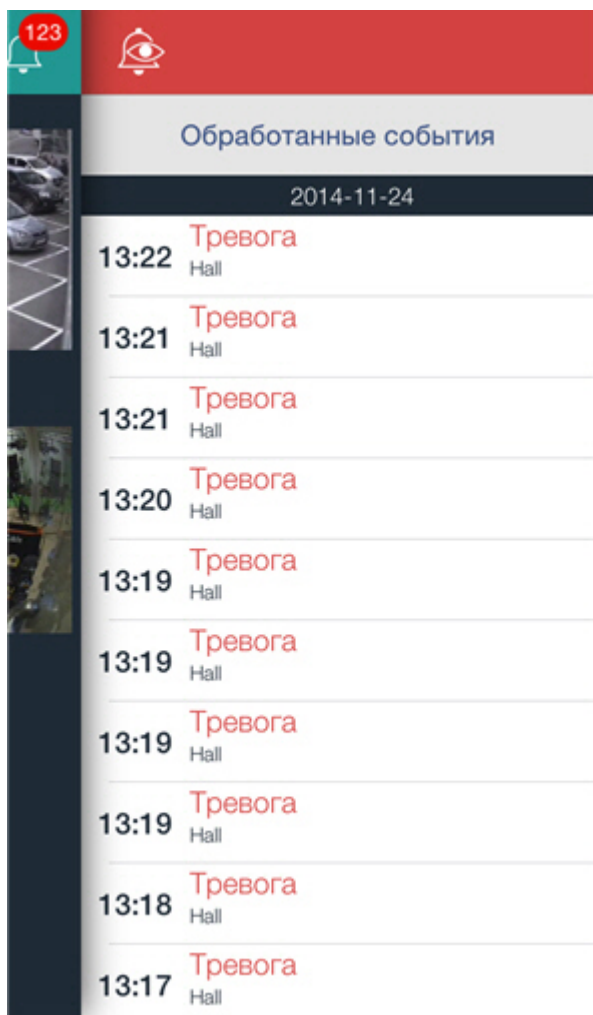 123
Обработанные события
2014-11-24
13:22 Тревога
Hall
13:21 Тревога
Hall
13:21 Тревога
Hall
13:20 Тревога
Hall
13:19 Тревога
Hall
13:19 Тревога
Hall
13:19 Тревога
Hall
13:19 Тревога
Hall
13:18 Тревога
Hall
13:17 Тревога
Hall